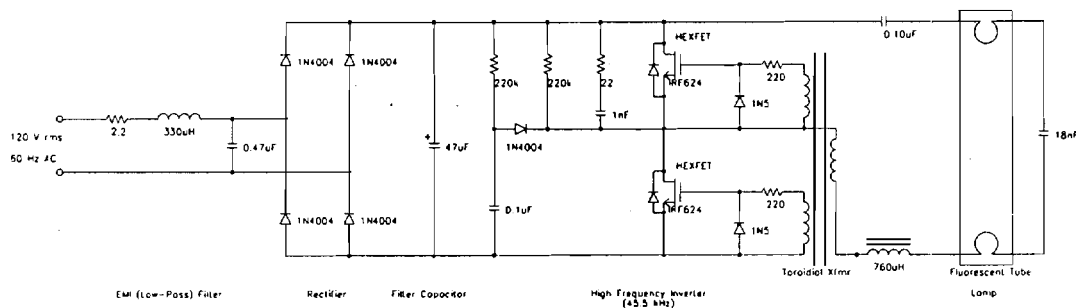 HEXFET
0.10uF
1N4004
1N4004
220k
220k
22
IRF624
220
1N5
1nF
2.2
330uH
120 V rms
60 Hz AC
0.47uF
47uF
1N4004
18nF
HEXFET
1N4004
1N4004
0.1uF
IRF624
220
1N5
Toroidial Xfmr
760uH
Fluorescent Tube
Lamp
EMI (Low-Pass) Filter
Rectifier
Filter Capacitor
High Frequency Inverter
(45.5 kHz)